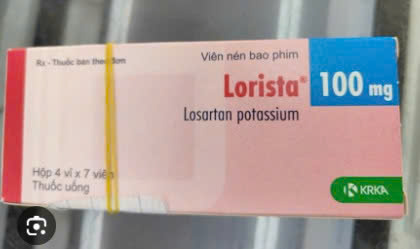 Rx - Thuốc bán theo đơn
Viên nén bao phim
Lorista® 100 mg
Losartan potassium
Hộp 4 vỉ x 7 viên
Thuốc uống
KRKA